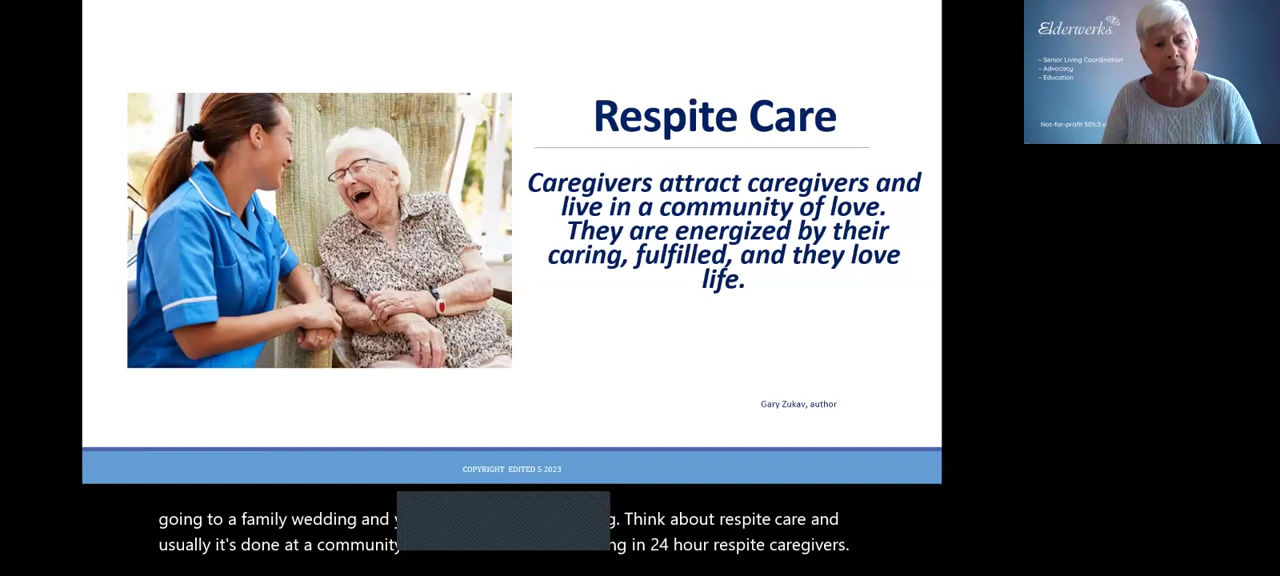 Respite Care
Caregivers attract caregivers and
live in a community of love.
They are energized by their
caring, fulfilled, and they love
life.
Gary Zukav, author
COPYRIGHT EDITED 5 2023
Elderwerks
- Senior Living Coordination
- Advocacy
- Education
Not-for-profit 501c3
going to a family wedding and Think about respite care and
usually it's done at a community in 24 hour respite caregivers.